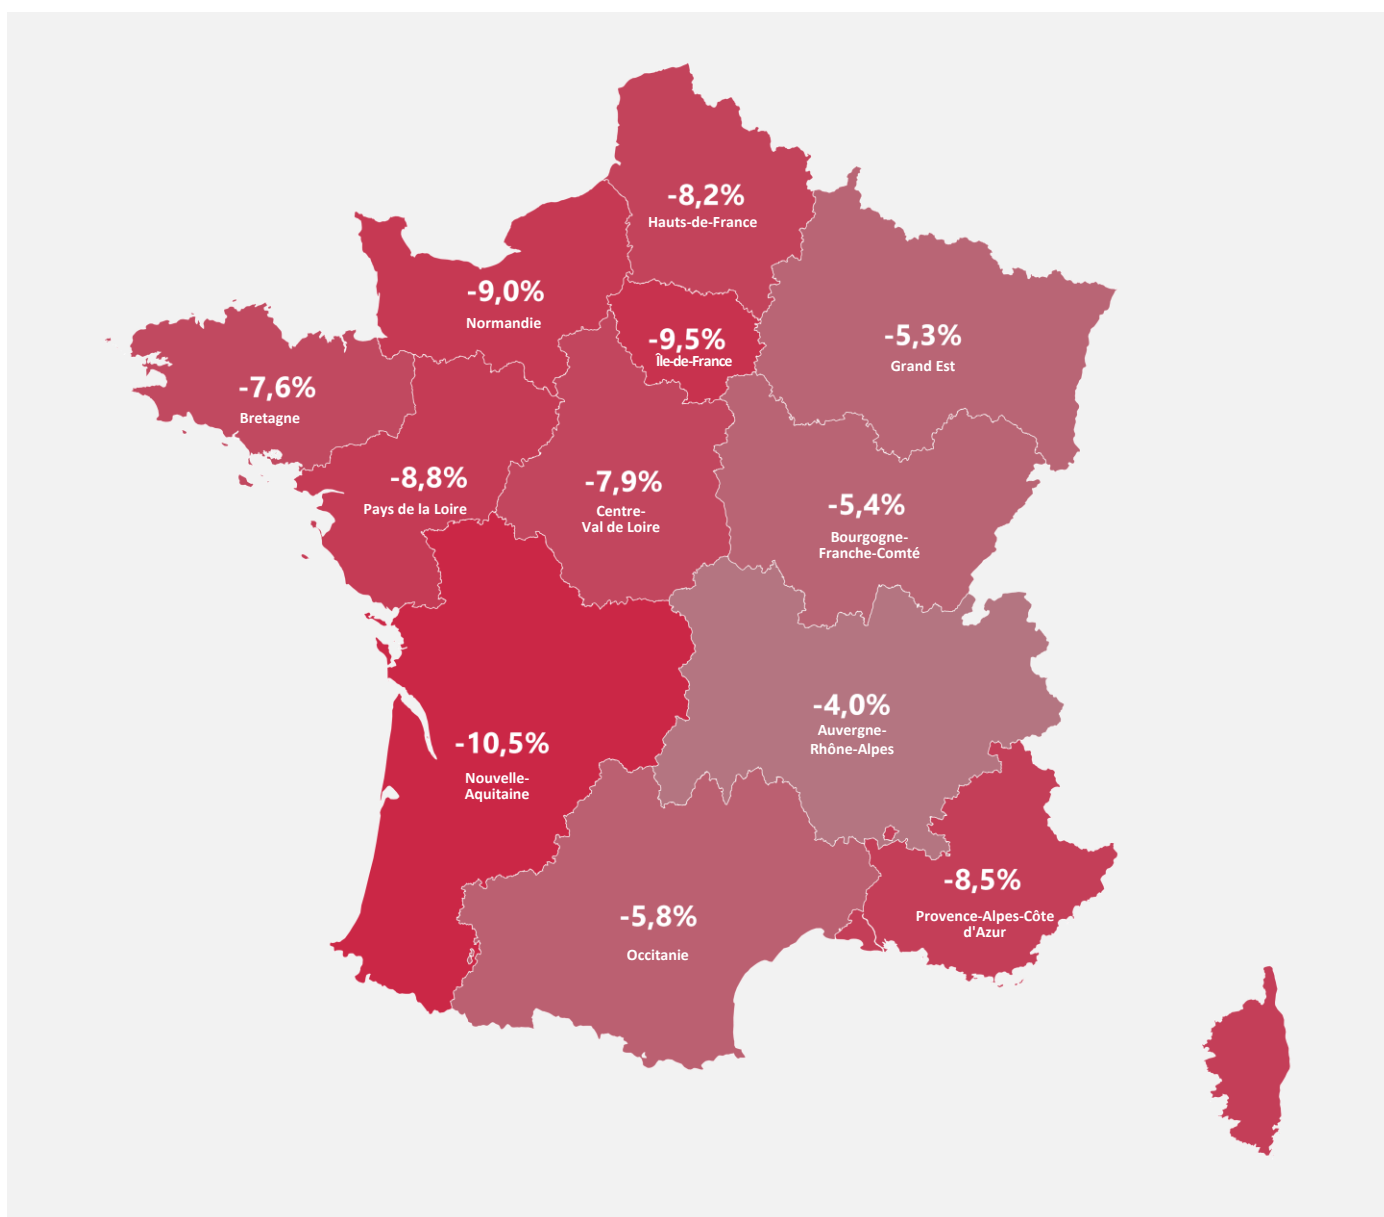 -8,2%
Hauts-de-France
-9,0%
Normandie
-9,5%
Île-de-France
-5,3%
Grand Est
-7,6%
Bretagne
-8,8%
Pays de la Loire
-7,9%
Centre-
Val de Loire
-5,4%
Bourgogne-
Franche-Comté
-4,0%
Auvergne-
Rhône-Alpes
-10,5%
Nouvelle-
Aquitaine
-8,5%
Provence-Alpes-Côte
d'Azur
-5,8%
Occitanie